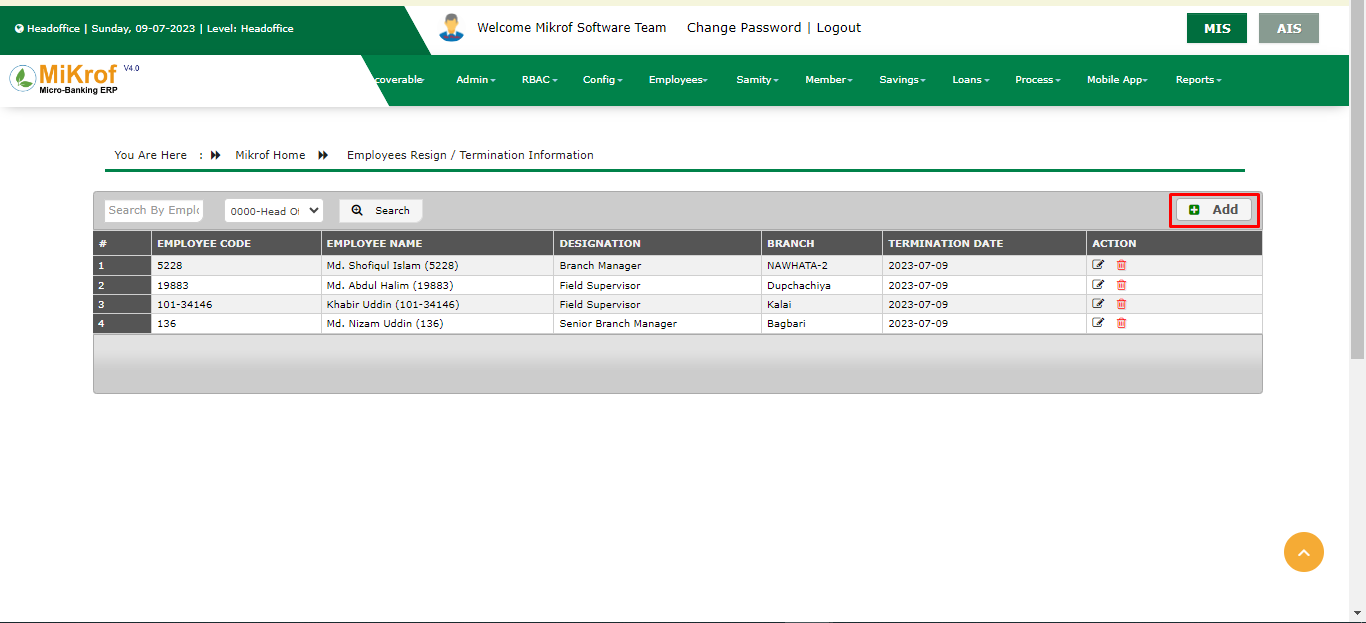 Headoffice | Sunday, 09-07-2023 | Level: Headoffice
Welcome Mikrof Software Team Change Password | Logout
MIS AIS
MiKrof V4.0
Micro-Banking ERP
coverable Admin RBAC Config Employees Samity Member Savings Loans Process Mobile App Reports
You Are Here : Mikrof Home Employees Resign / Termination Information
Search By Emplo 0000-Head Of Search Add
# EMPLOYEE CODE EMPLOYEE NAME DESIGNATION BRANCH TERMINATION DATE ACTION
1 5228 Md. Shofiqul Islam (5228) Branch Manager NAWHATA-2 2023-07-09
2 19883 Md. Abdul Halim (19883) Field Supervisor Dupchachiya 2023-07-09
3 101-34146 Khabir Uddin (101-34146) Field Supervisor Kalai 2023-07-09
4 136 Md. Nizam Uddin (136) Senior Branch Manager Bagbari 2023-07-09